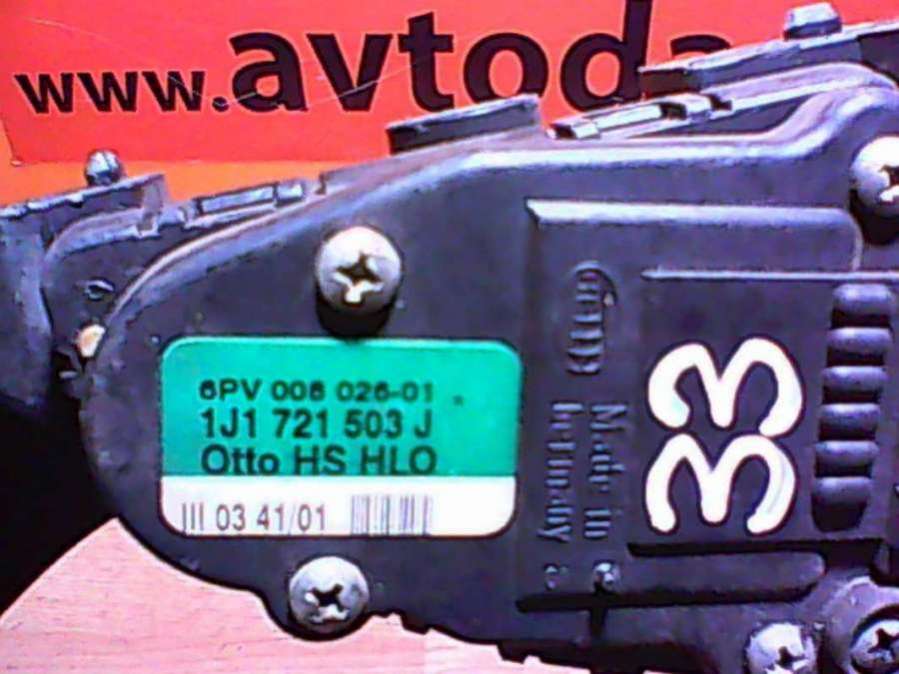 www.avtoda
6PV 008 026-01
1J1 721 503 J
Otto HS HLO
03 41/01
Made in
Germany
33